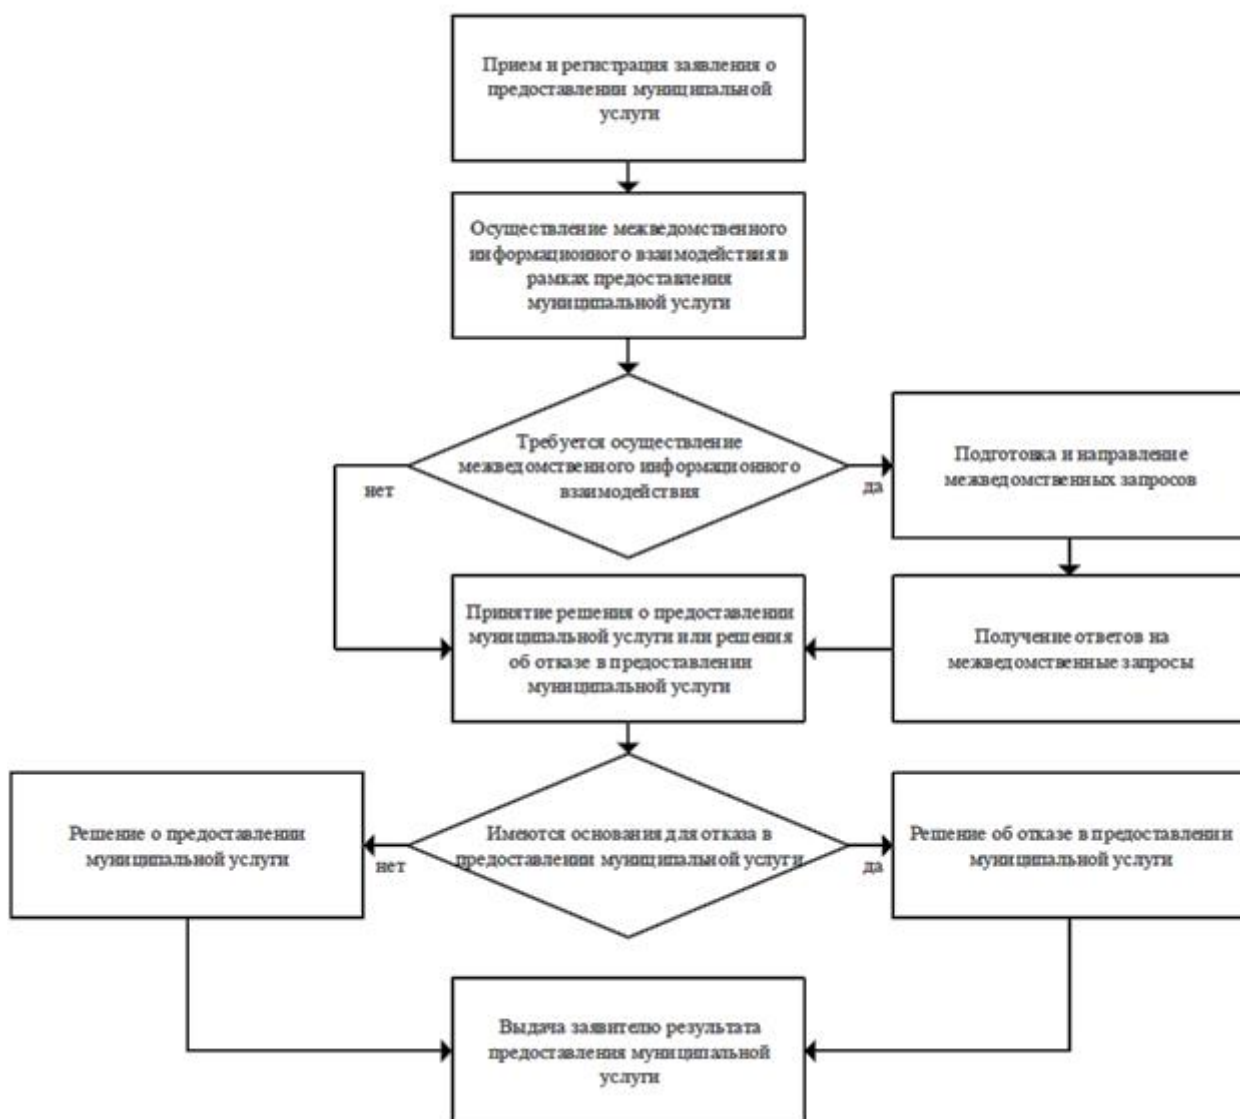 Прием и регистрация заявления о
предоставлении муниципальной
услуги
Осуществление межведомственного
информационного взаимодействия в
рамках предоставления
муниципальной услуги
Требуется осуществление
межведомственного информационного
взаимодействия
нет
да
Подготовка и направление
межведомственных запросов
Принятие решения о предоставлении
муниципальной услуги или решения
об отказе в предоставлении
муниципальной услуги
Получение ответов на
межведомственные запросы
Решение о предоставлении
муниципальной услуги
нет
Имеются основания для отказа в
предоставлении муниципальной услуги
да
Решение об отказе в предоставлении
муниципальной услуги
Выдача заявителю результата
предоставления муниципальной
услуги